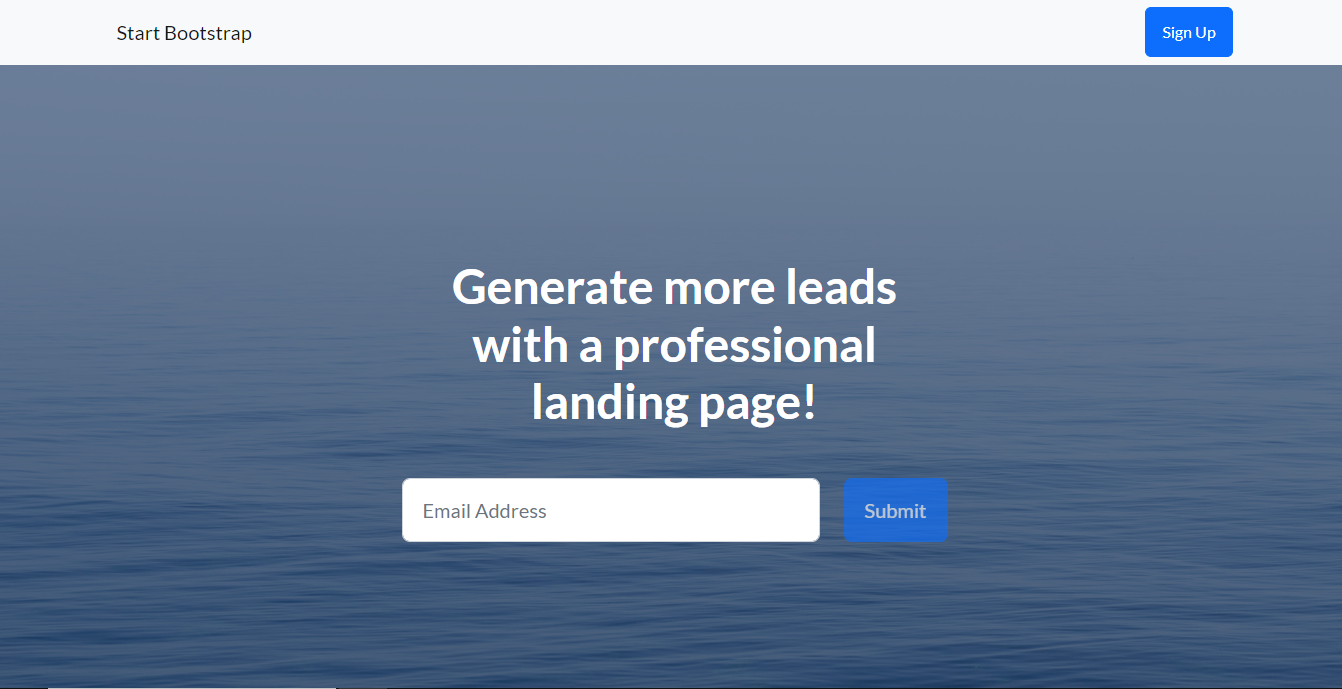 Start Bootstrap
Sign Up
Generate more leads
with a professional
landing page!
Email Address
Submit